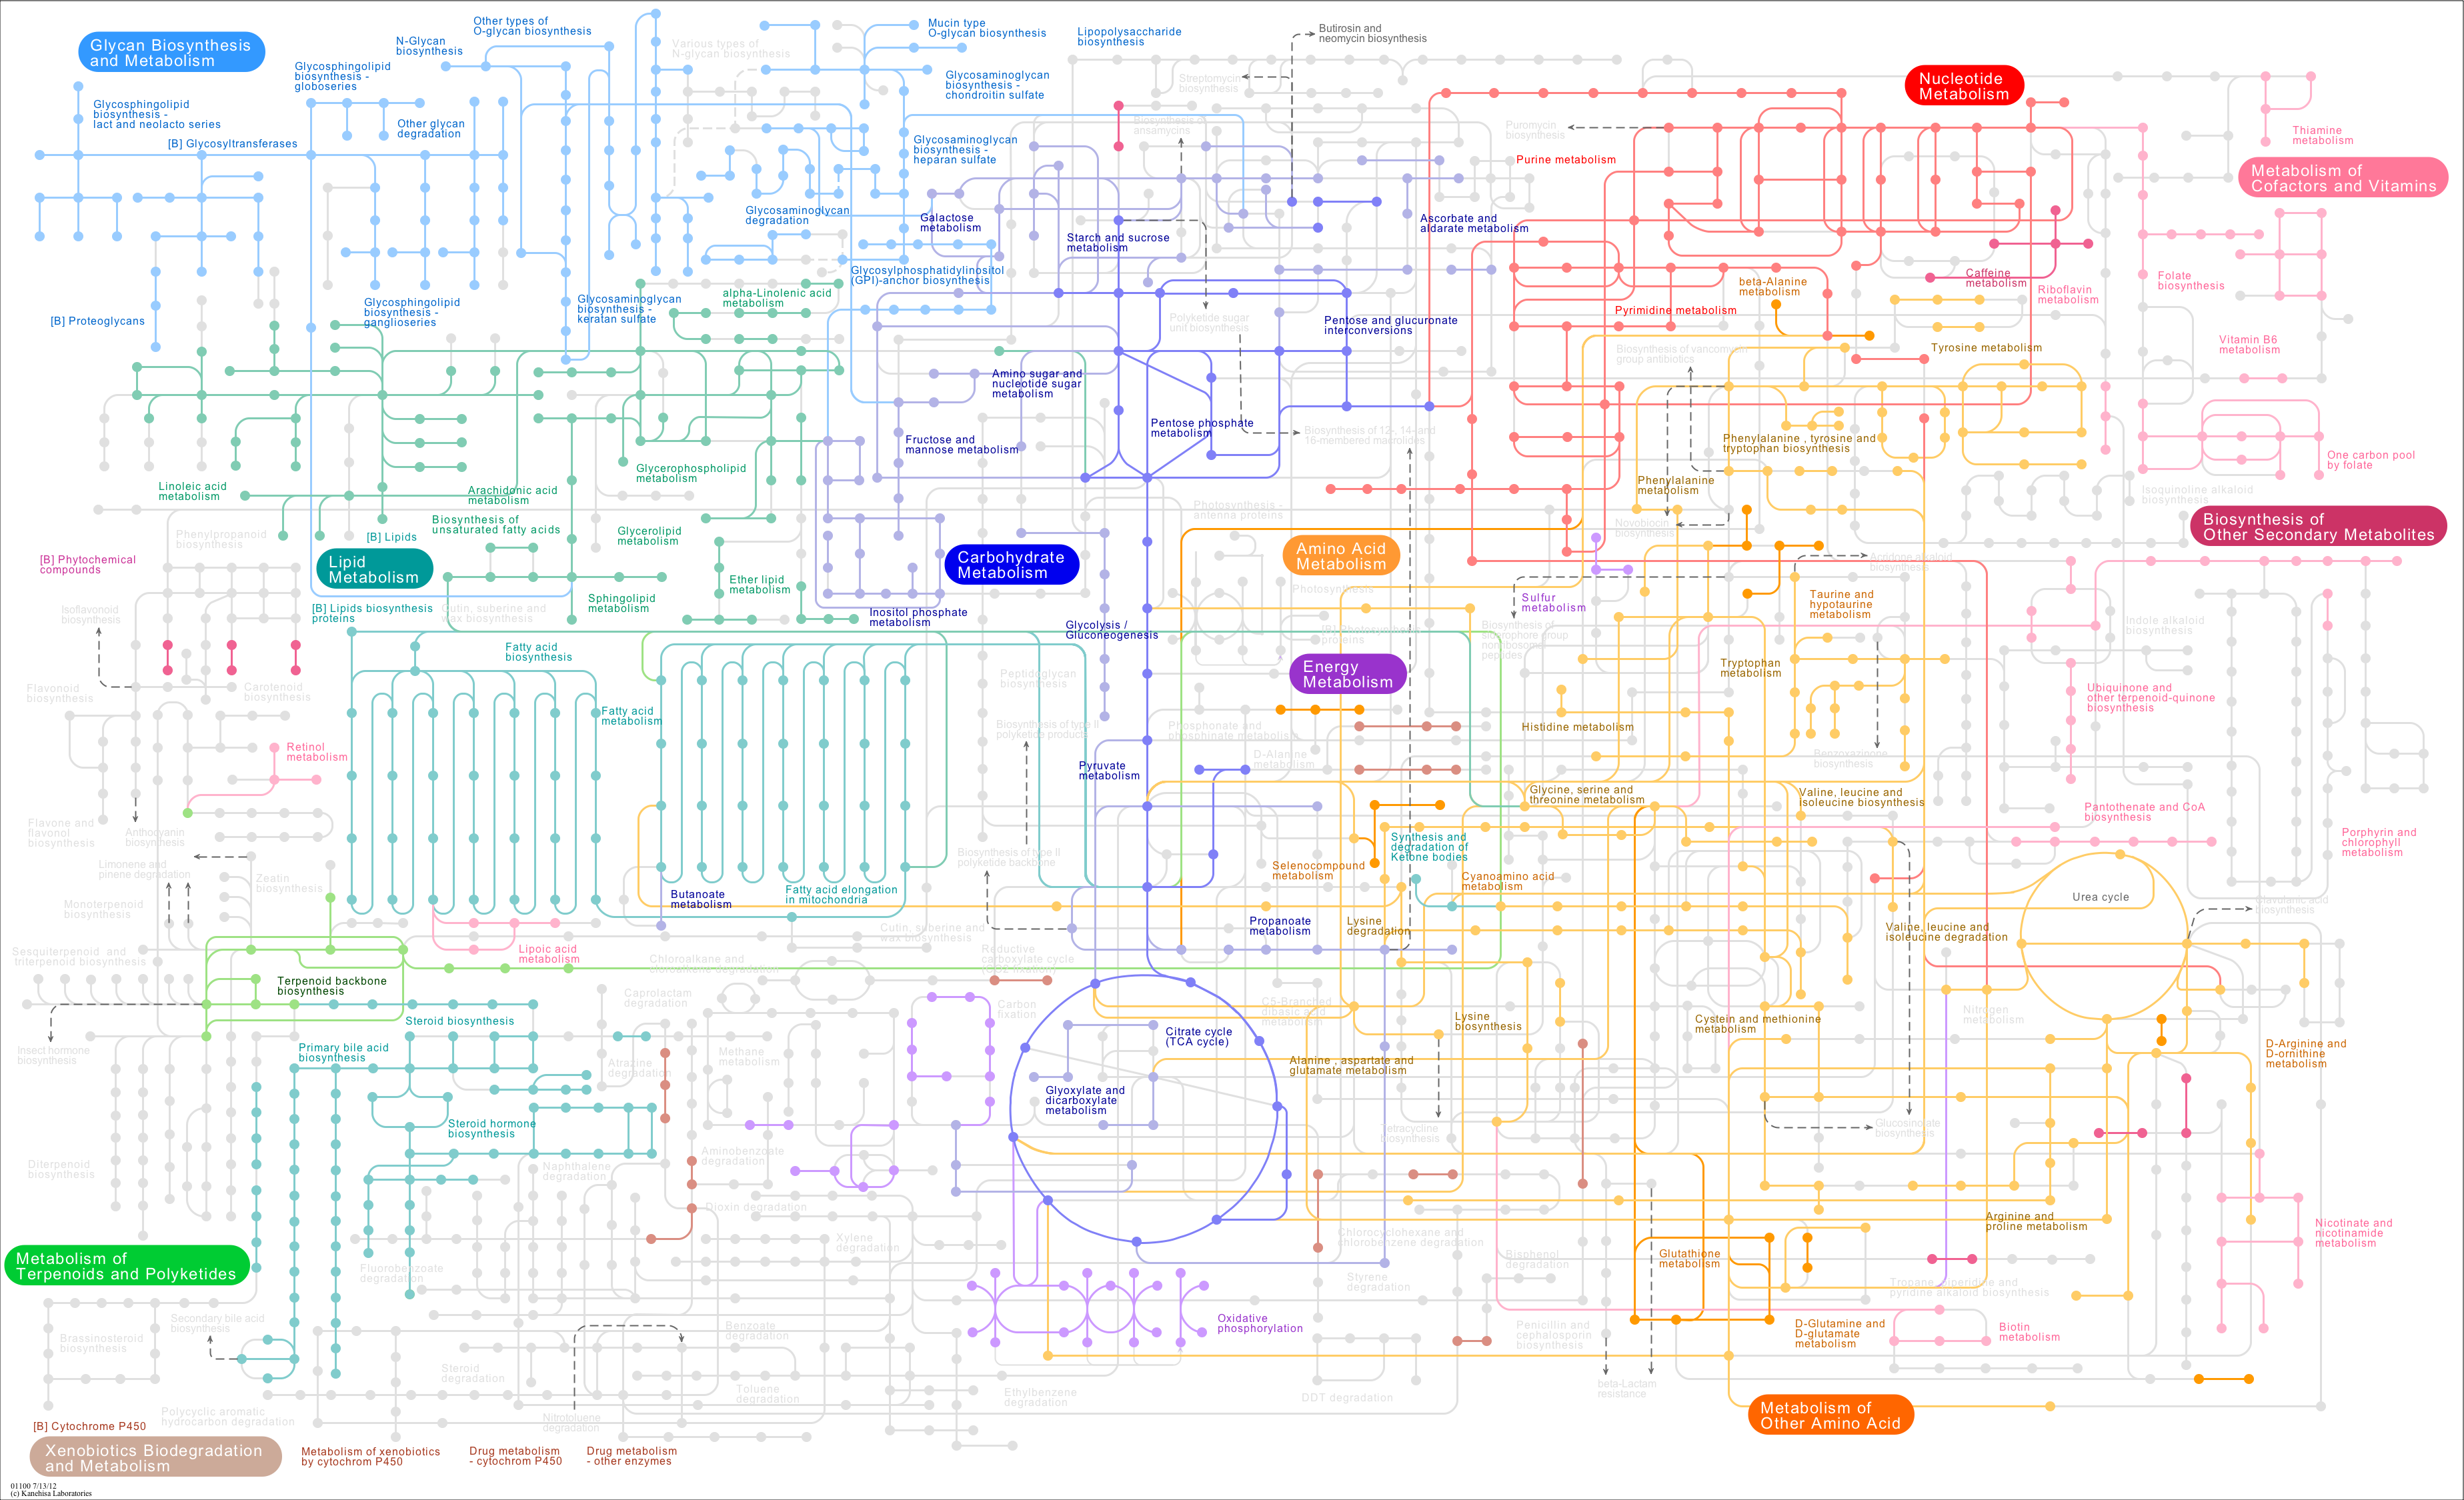 Glycan Biosynthesis
and Metabolism
Glycosphingolipid
biosynthesis -
lact and neolacto series
[B] Glycosyltransferases
Glycosphingolipid
biosynthesis -
globoseries
N-Glycan
biosynthesis
Other types of
O-glycan biosynthesis
Other glycan
degradation
Various types of
N-glycan biosynthesis
Mucin type
O-glycan biosynthesis
Glycosaminoglycan
biosynthesis -
chondroitin sulfate
Glycosaminoglycan
biosynthesis -
heparan sulfate
Glycosaminoglycan
degradation
Glycosylphosphatidylinositol
(GPI)-anchor biosynthesis
Glycosaminoglycan
biosynthesis -
keratan sulfate
Glycosphingolipid
biosynthesis -
ganglioseries
[B] Proteoglycans
Lipopolysaccharide
biosynthesis
Butirosin and
neomycin biosynthesis
Streptomycin
biosynthesis
Biosynthesis of
ansamycins
Puromycin
biosynthesis
Nucleotide
Metabolism
Purine metabolism
Pyrimidine metabolism
Thiamine
metabolism
Metabolism of
Cofactors and Vitamins
Caffeine
metabolism
Riboflavin
metabolism
Folate
biosynthesis
Vitamin B6
metabolism
One carbon pool
by folate
Galactose
metabolism
Starch and sucrose
metabolism
Ascorbate and
aldarate metabolism
Polyketide sugar
unit biosynthesis
Pentose and glucuronate
interconversions
beta-Alanine
metabolism
Biosynthesis of vancomycin
group antibiotics
Tyrosine metabolism
alpha-Linolenic acid
metabolism
Amino sugar and
nucleotide sugar
metabolism
Pentose phosphate
metabolism
Biosynthesis of 12-, 14- and
16-membered macrolides
Fructose and
mannose metabolism
Phenylalanine , tyrosine and
tryptophan biosynthesis
Phenylalanine
metabolism
Novobiocin
biosynthesis
Isoquinoline alkaloid
biosynthesis
Biosynthesis of
Other Secondary Metabolites
Linoleic acid
metabolism
Arachidonic acid
metabolism
Glycerophospholipid
metabolism
Biosynthesis of
unsaturated fatty acids
Glycerolipid
metabolism
[B] Lipids
Lipid
Metabolism
Phenylpropanoid
biosynthesis
[B] Phytochemical
compounds
Isoflavonoid
biosynthesis
[B] Lipids biosynthesis
proteins
Cutin, suberine and
wax biosynthesis
Sphingolipid
metabolism
Ether lipid
metabolism
Inositol phosphate
metabolism
Carbohydrate
Metabolism
Photosynthesis -
antenna proteins
Amino Acid
Metabolism
Photosynthesis
[B] Photosynthesis
proteins
Energy
Metabolism
Sulfur
metabolism
Biosynthesis of
siderophore group
nonribosomal
peptides
Acridone alkaloid
biosynthesis
Taurine and
hypotaurine
metabolism
Indole alkaloid
biosynthesis
Tryptophan
metabolism
Histidine metabolism
Benzoxazinone
biosynthesis
Ubiquinone and
other terpenoid-quinone
biosynthesis
Pantothenate and CoA
biosynthesis
Porphyrin and
chlorophyll
metabolism
Glycolysis /
Gluconeogenesis
Fatty acid
biosynthesis
Fatty acid
metabolism
Flavonoid
biosynthesis
Carotenoid
biosynthesis
Retinol
metabolism
Flavone and
flavonol
biosynthesis
Anthocyanin
biosynthesis
Limonene and
pinene degradation
Zeatin
biosynthesis
Monoterpenoid
biosynthesis
Sesquiterpenoid and
triterpenoid biosynthesis
Peptidoglycan
biosynthesis
Biosynthesis of type II
polyketide products
Biosynthesis of type II
polyketide backbone
Phosphonate and
phosphinate metabolism
D-Alanine
metabolism
Pyruvate
metabolism
Glycine, serine and
threonine metabolism
Valine, leucine and
isoleucine biosynthesis
Synthesis and
degradation of
Ketone bodies
Selenocompound
metabolism
Cyanoamino acid
metabolism
Butanoate
metabolism
Fatty acid elongation
in mitochondria
Lipoic acid
metabolism
Cutin, suberine and
wax biosynthesis
Propanoate
metabolism
Lysine
degradation
Valine, leucine and
isoleucine degradation
Urea cycle
Clavulanic acid
biosynthesis
Terpenoid backbone
biosynthesis
Chloroalkane and
chloroalkene degradation
Reductive
carboxylate cycle
Carbon
fixation
Caprolactam
degradation
C5-Branched
dibasic acid
metabolism
Lysine
biosynthesis
Cystein and methionine
metabolism
Nitrogen
metabolism
D-Arginine and
D-ornithine
metabolism
Insect hormone
biosynthesis
Steroid biosynthesis
Primary bile acid
biosynthesis
Steroid hormone
biosynthesis
Atrazine
degradation
Methane
metabolism
Citrate cycle
(TCA cycle)
Glyoxylate and
dicarboxylate
metabolism
Alanine , aspartate and
glutamate metabolism
Tetracycline
biosynthesis
Glucosinolate
biosynthesis
Diterpenoid
biosynthesis
Naphthalene
degradation
Aminobenzoate
degradation
Dioxin degradation
Xylene
degradation
Fluorobenzoate
degradation
Metabolism of
Terpenoids and Polyketides
Arginine and
proline metabolism
Nicotinate and
nicotinamide
metabolism
Chlorocyclohexane and
chlorobenzene degradation
Bisphenol
degradation
Styrene
degradation
Glutathione
metabolism
Tropane, piperidine and
pyridine alkaloid biosynthesis
Biotin
metabolism
D-Glutamine and
D-glutamate
metabolism
Oxidative
phosphorylation
Penicillin and
cephalosporin
biosynthesis
beta-Lactam
resistance
DDT degradation
Secondary bile acid
biosynthesis
Brassinosteroid
biosynthesis
Benzoate
degradation
Steroid
degradation
Toluene
degradation
Ethylbenzene
degradation
Nitrotoluene
degradation
Polycyclic aromatic
hydrocarbon degradation
Metabolism of
Other Amino Acid
[B] Cytochrome P450
Xenobiotics Biodegradation
and Metabolism
Metabolism of xenobiotics
by cytochrom P450
Drug metabolism
- cytochrom P450
Drug metabolism
- other enzymes
01100 7/13/12
(c) Kanehisa Laboratories